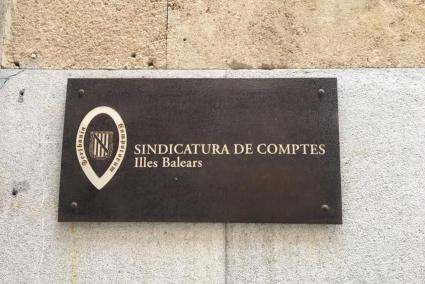 SINDICATURA DE COMPTES
Illes Balears